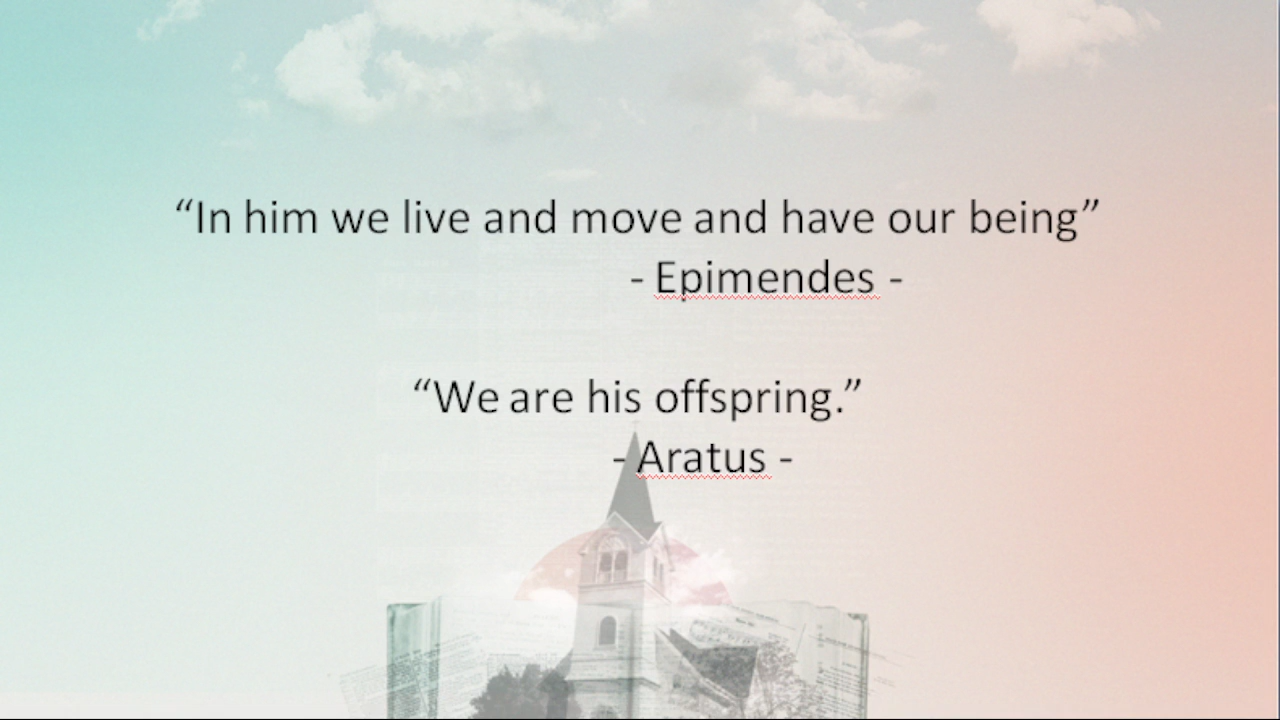 “In him we live and move and have our being”
- Epimendes -
“We are his offspring.”
- Aratus -